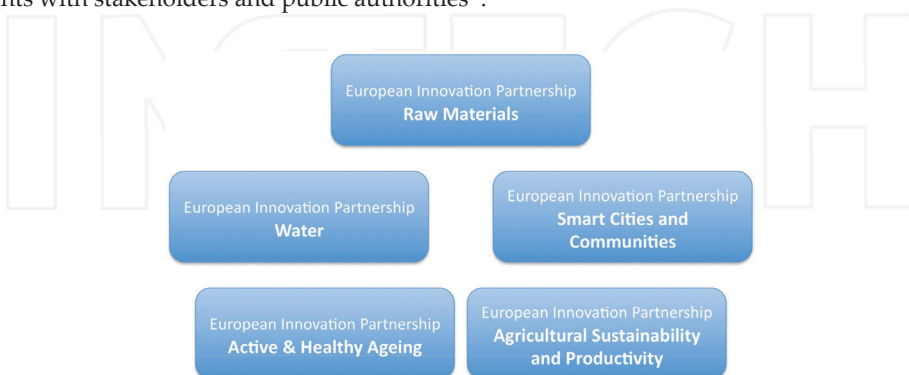 nts with stakeholders and public authorities".
European Innovation Partnership
Raw Materials
European Innovation Partnership
Water
European Innovation Partnership
Smart Cities and
Communities
European Innovation Partnership
Active & Healthy Ageing
European Innovation Partnership
Agricultural Sustainability
and Productivity